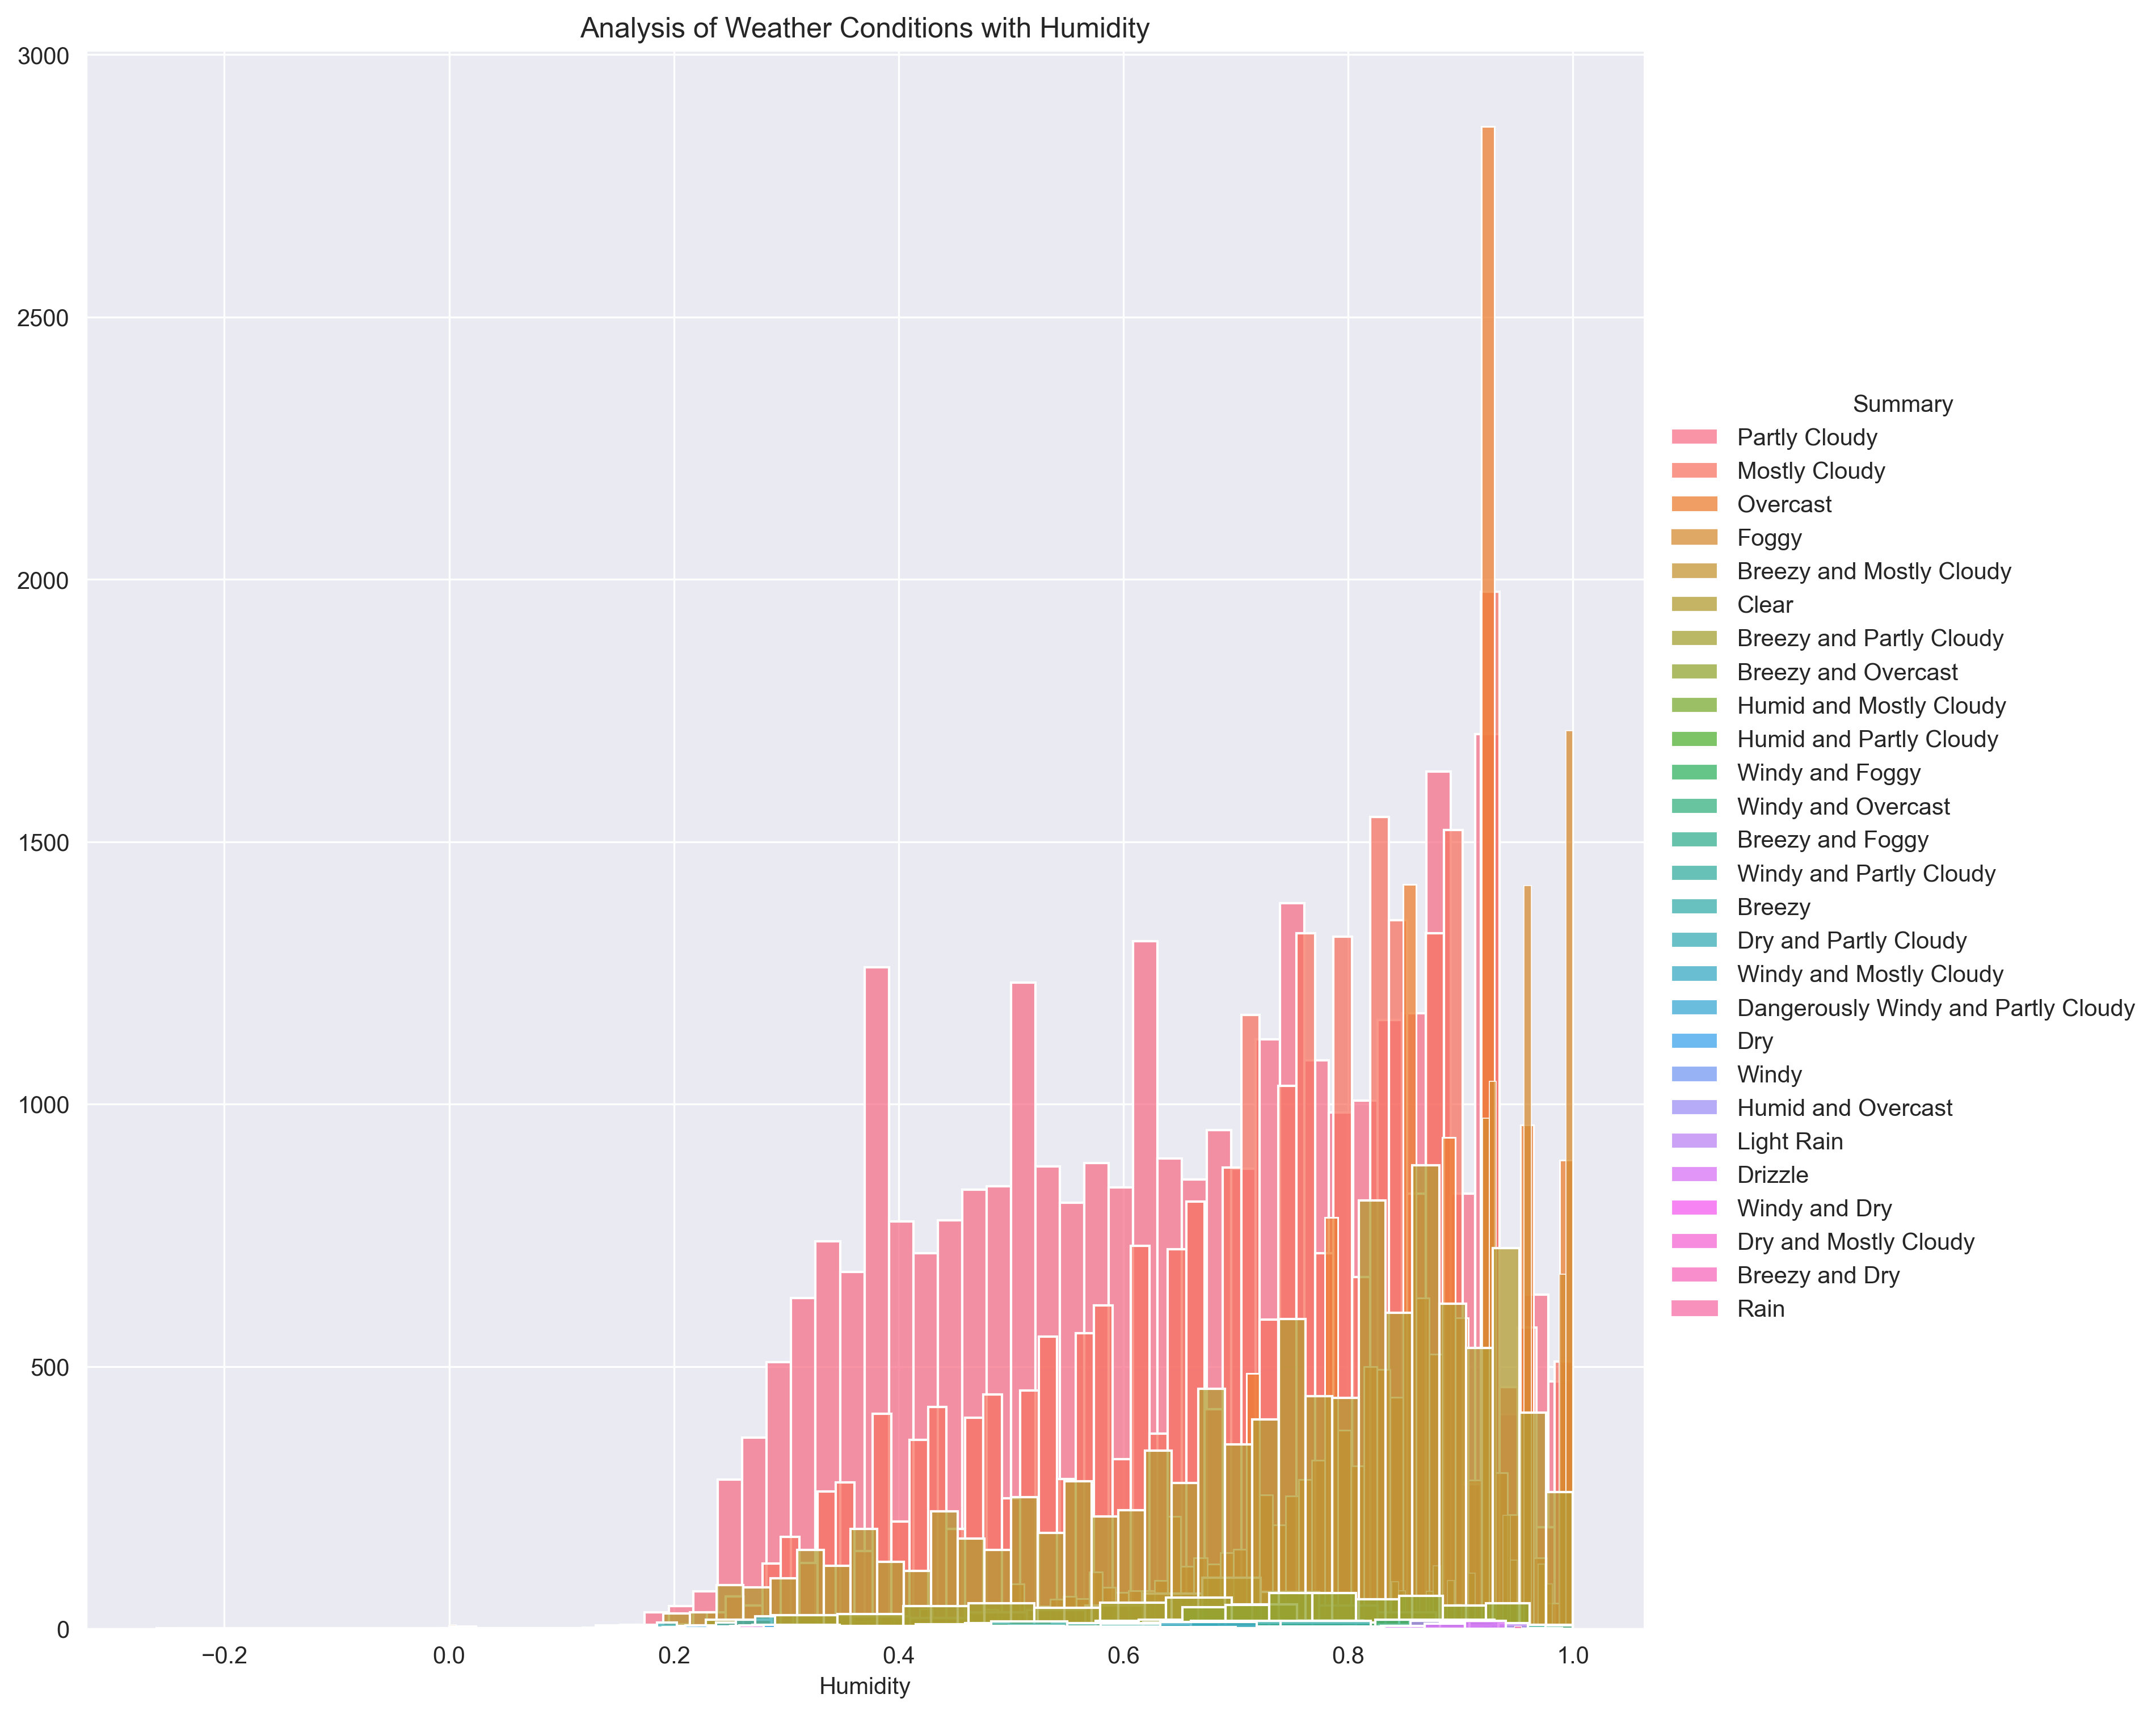 Analysis of Weather Conditions with Humidity
3000
2500
2000
1500
1000
500
0
−0.2 0.0 0.2 0.4 0.6 0.8 1.0
Humidity
Summary
Partly Cloudy
Mostly Cloudy
Overcast
Foggy
Breezy and Mostly Cloudy
Clear
Breezy and Partly Cloudy
Breezy and Overcast
Humid and Mostly Cloudy
Humid and Partly Cloudy
Windy and Foggy
Windy and Overcast
Breezy and Foggy
Windy and Partly Cloudy
Breezy
Dry and Partly Cloudy
Windy and Mostly Cloudy
Dangerously Windy and Partly Cloudy
Dry
Windy
Humid and Overcast
Light Rain
Drizzle
Windy and Dry
Dry and Mostly Cloudy
Breezy and Dry
Rain